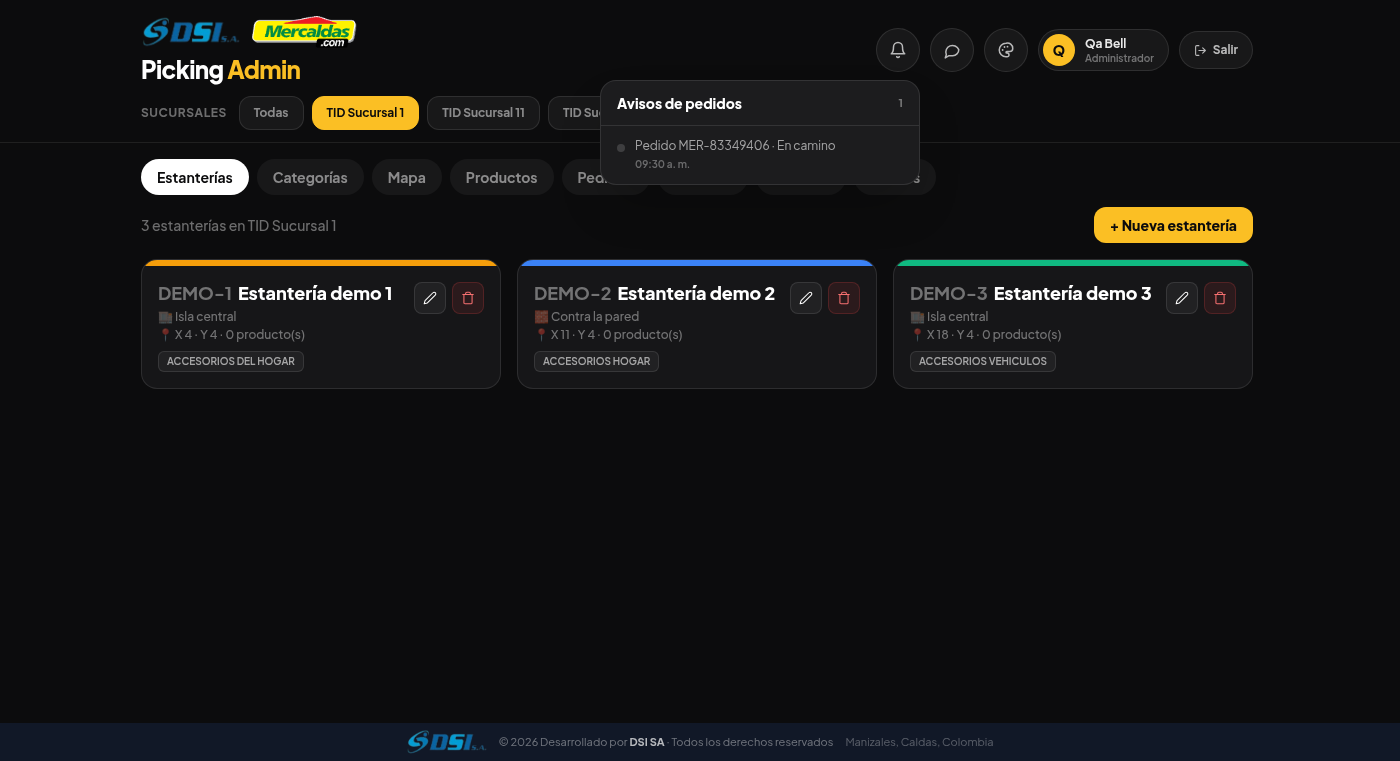 DSI S.A.
Mercaldas
.com
Picking Admin
Q
Qa Bell
Administrador
Salir
SUCURSALES
Todas
TID Sucursal 1
TID Sucursal 11
TID
Avisos de pedidos
1
Pedido MER-83349406 · En camino
09:30 a. m.
Estanterías
Categorías
Mapa
Productos
3 estanterías en TID Sucursal 1
+ Nueva estantería
DEMO-1 Estantería demo 1
Isla central
X 4 · Y 4 · 0 producto(s)
ACCESORIOS DEL HOGAR
DEMO-2 Estantería demo 2
Contra la pared
X 11 · Y 4 · 0 producto(s)
ACCESORIOS HOGAR
DEMO-3 Estantería demo 3
Isla central
X 18 · Y 4 · 0 producto(s)
ACCESORIOS VEHICULOS
DSI S.A.
© 2026 Desarrollado por DSI SA · Todos los derechos reservados
Manizales, Caldas, Colombia